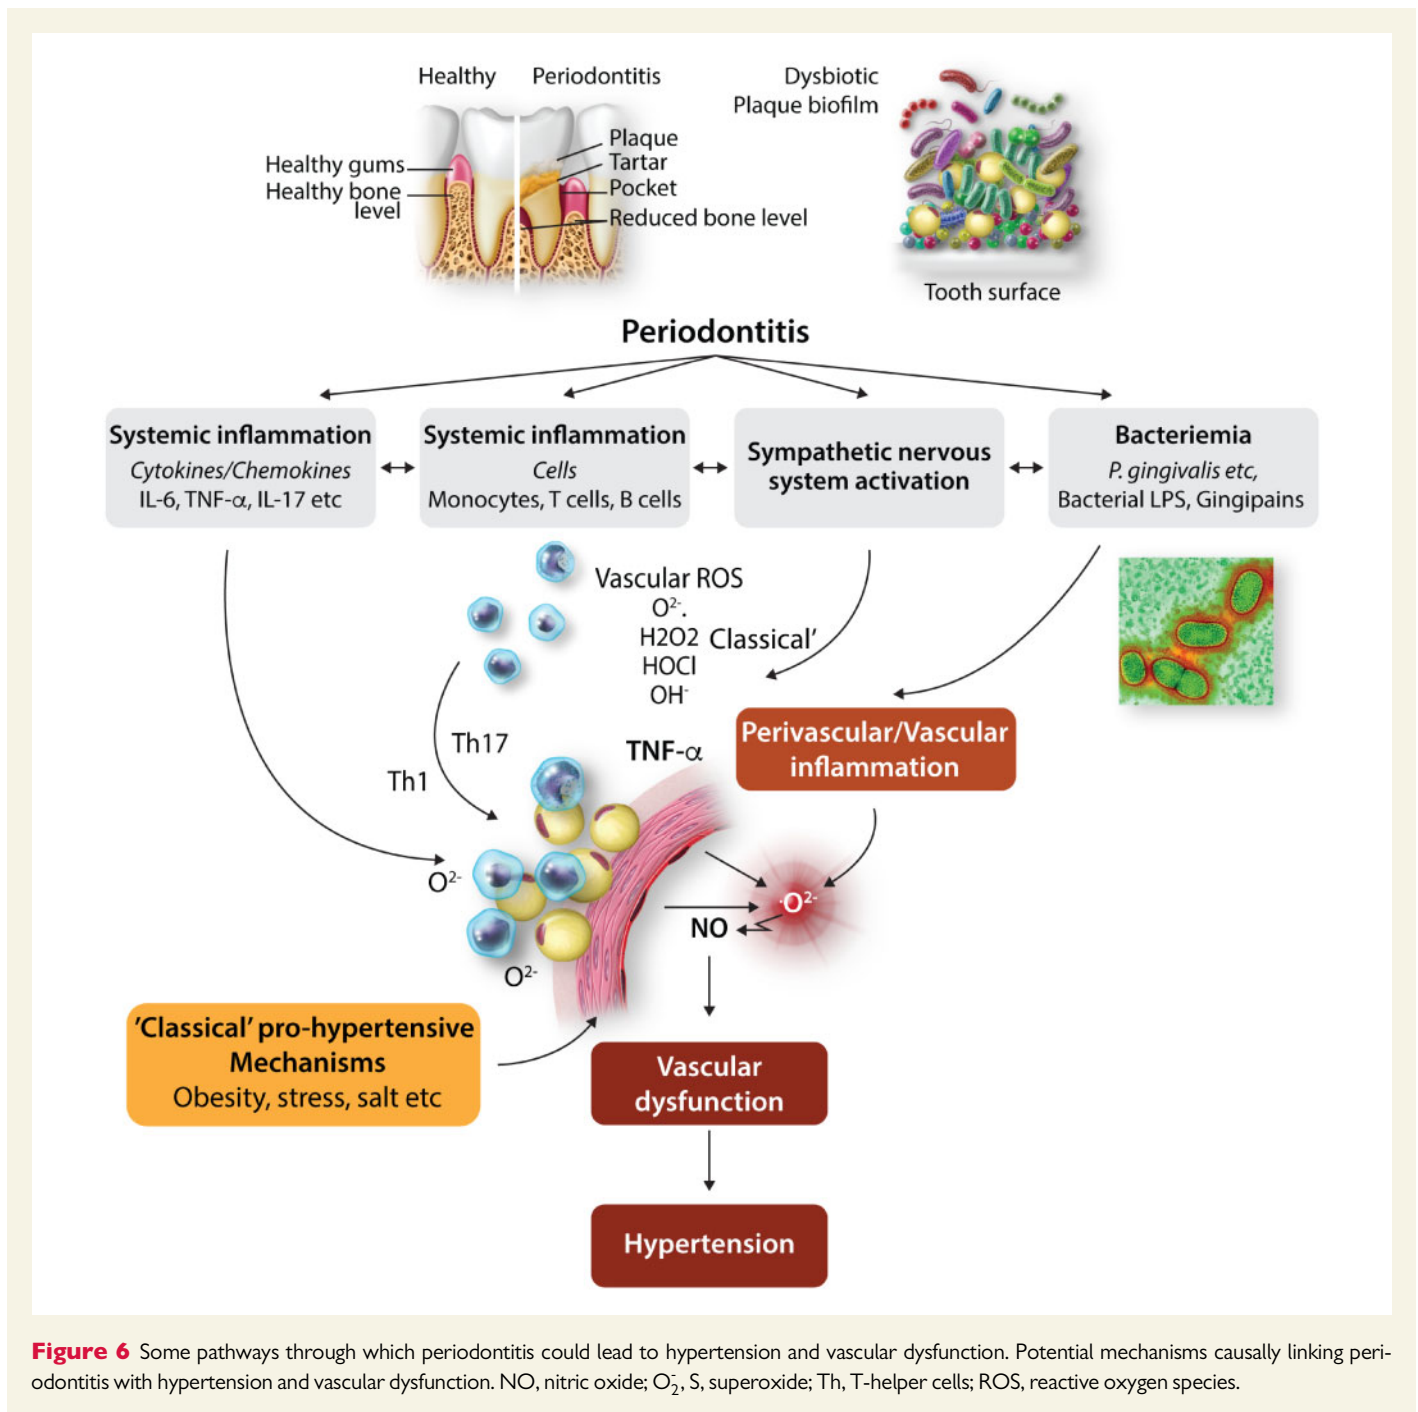 Healthy
Periodontitis
Dysbiotic
Plaque biofilm
Healthy gums
Healthy bone
level
Plaque
Tartar
Pocket
Reduced bone level
Tooth surface
Periodontitis
Systemic inflammation
Cytokines/Chemokines
IL-6, TNF-α, IL-17 etc
Systemic inflammation
Cells
Monocytes, T cells, B cells
Sympathetic nervous
system activation
Bacteriemia
P. gingivalis etc,
Bacterial LPS, Gingipains
Vascular ROS
O²⁻.
H2O2
HOCl
OH⁻
Classical’
Th17
Th1
TNF-α
Perivascular/Vascular
inflammation
O²⁻
O²⁻
·O²⁻
NO
’Classical’ pro-hypertensive
Mechanisms
Obesity, stress, salt etc
Vascular
dysfunction
Hypertension
Figure 6 Some pathways through which periodontitis could lead to hypertension and vascular dysfunction. Potential mechanisms causally linking peri-
odontitis with hypertension and vascular dysfunction. NO, nitric oxide; O₂⁻, S, superoxide; Th, T-helper cells; ROS, reactive oxygen species.